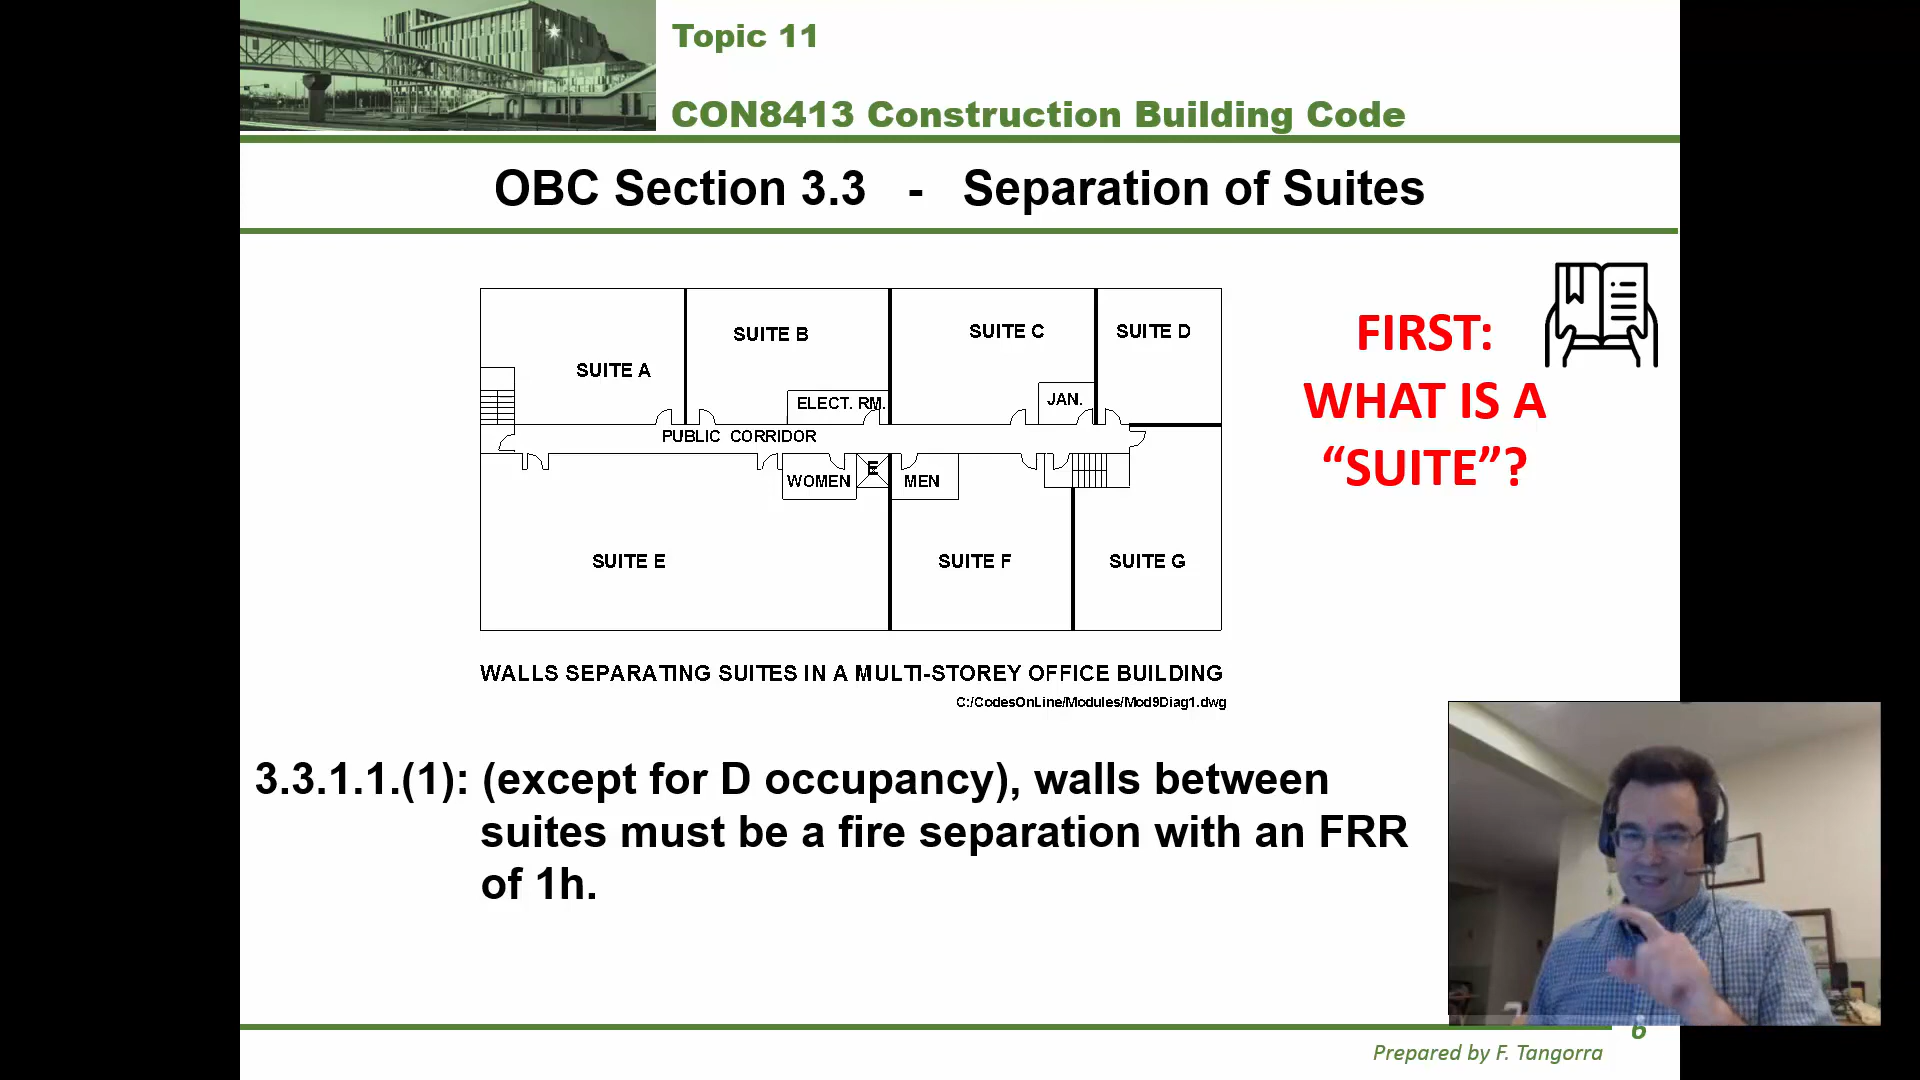 Topic 11
CON8413 Construction Building Code
OBC Section 3.3 - Separation of Suites
FIRST:
WHAT IS A
“SUITE”?
SUITE A
SUITE B
SUITE C
SUITE D
ELECT. RM.
JAN.
PUBLIC CORRIDOR
WOMEN
E
MEN
SUITE E
SUITE F
SUITE G
WALLS SEPARATING SUITES IN A MULTI-STOREY OFFICE BUILDING
C:/CodesOnLine/Modules/Mod9Diag1.dwg
3.3.1.1.(1): (except for D occupancy), walls between
suites must be a fire separation with an FRR
of 1h.
6
Prepared by F. Tangorra